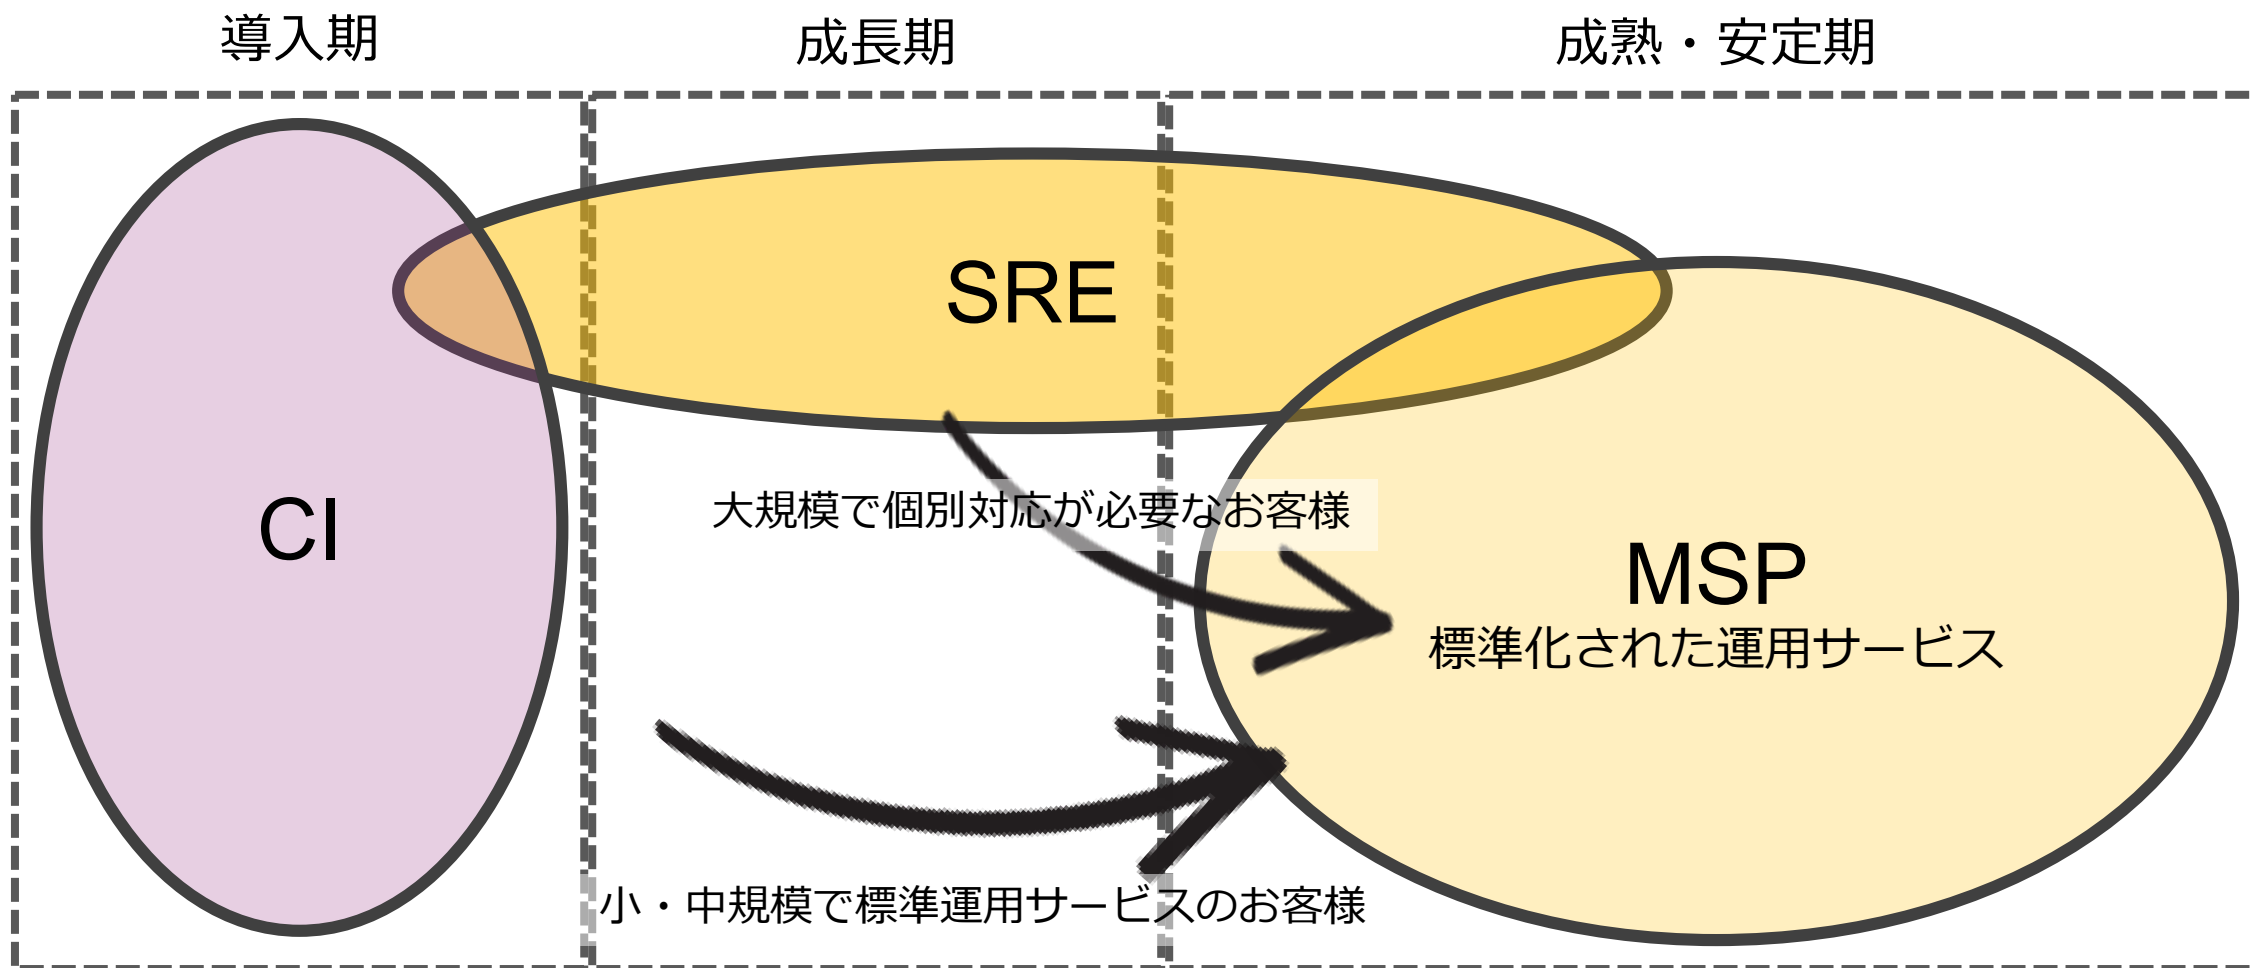 導入期
成長期
成熟・安定期
SRE
大規模で個別対応が必要なお客様
CI
MSP
標準化された運用サービス
小・中規模で標準運用サービスのお客様